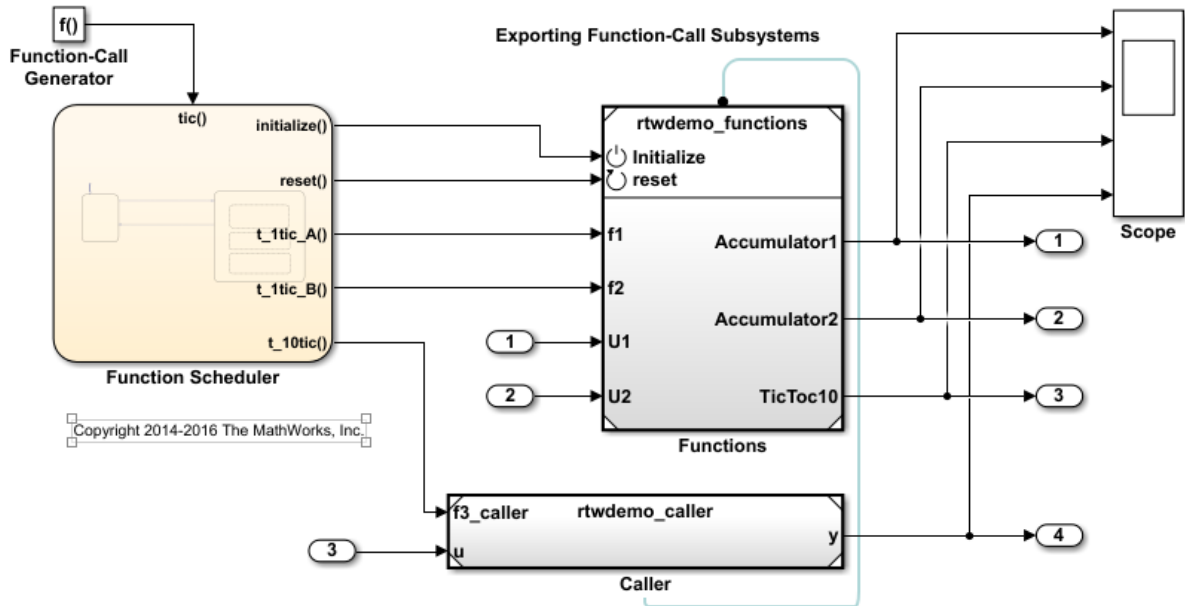 f()
Function-Call
Generator
Exporting Function-Call Subsystems
tic()
initialize()
reset()
t_1tic_A()
t_1tic_B()
t_10tic()
Function Scheduler
Copyright 2014-2016 The MathWorks, Inc.
rtwdemo_functions
Initialize
reset
f1
f2
U1
U2
Accumulator1
Accumulator2
TicToc10
Functions
1
2
Scope
1
2
3
4
3
f3_caller
rtwdemo_caller
u
y
Caller